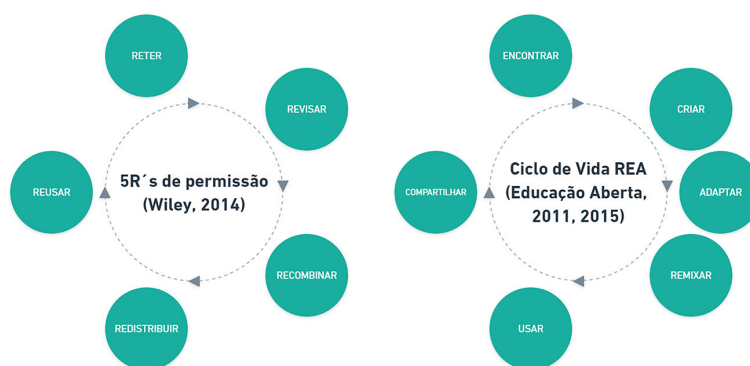 RETER
REVISAR
REUSAR
5R´s de permissão
(Wiley, 2014)
RECOMBINAR
REDISTRIBUIR
ENCONTRAR
CRIAR
COMPARTILHAR
Ciclo de Vida REA
(Educação Aberta,
2011, 2015)
ADAPTAR
REMIXAR
USAR